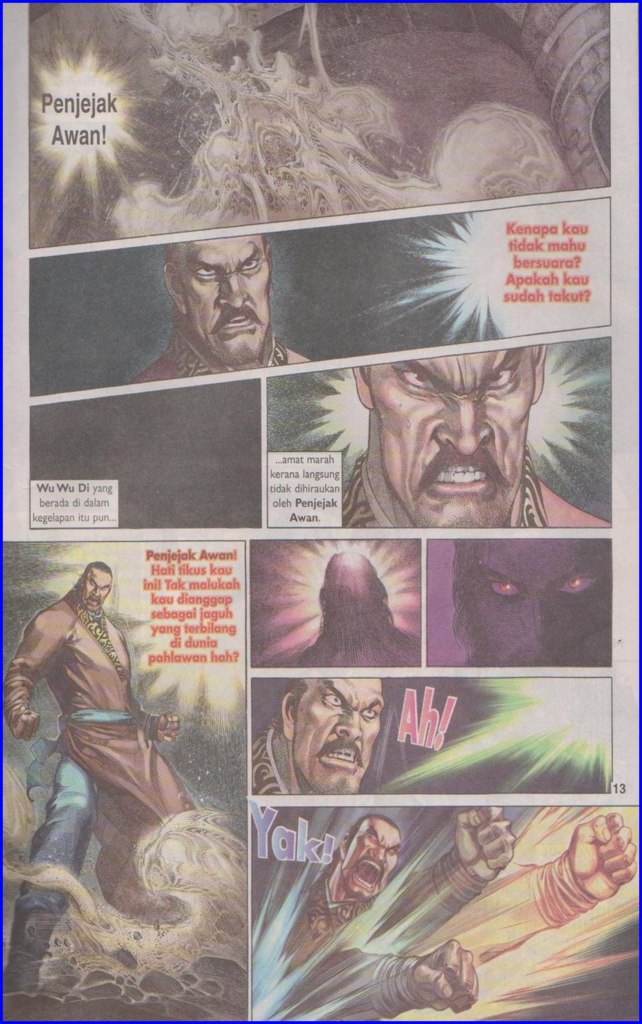 Penjejak
Awan!
Kenapa kau
tidak mahu
bersuara?
Apakah kau
sudah takut?
Wu Wu Di yang
berada di dalam
kegelapan itu pun...
...amat marah
kerana langsung
tidak dihiraukan
oleh Penjejak
Awan.
Penjejak Awan!
Hati tikus kau
ini! Tak malukah
kau dianggap
sebagai jaguh
yang terbilang
di dunia
pahlawan hah?
Ah!
13
Yak!